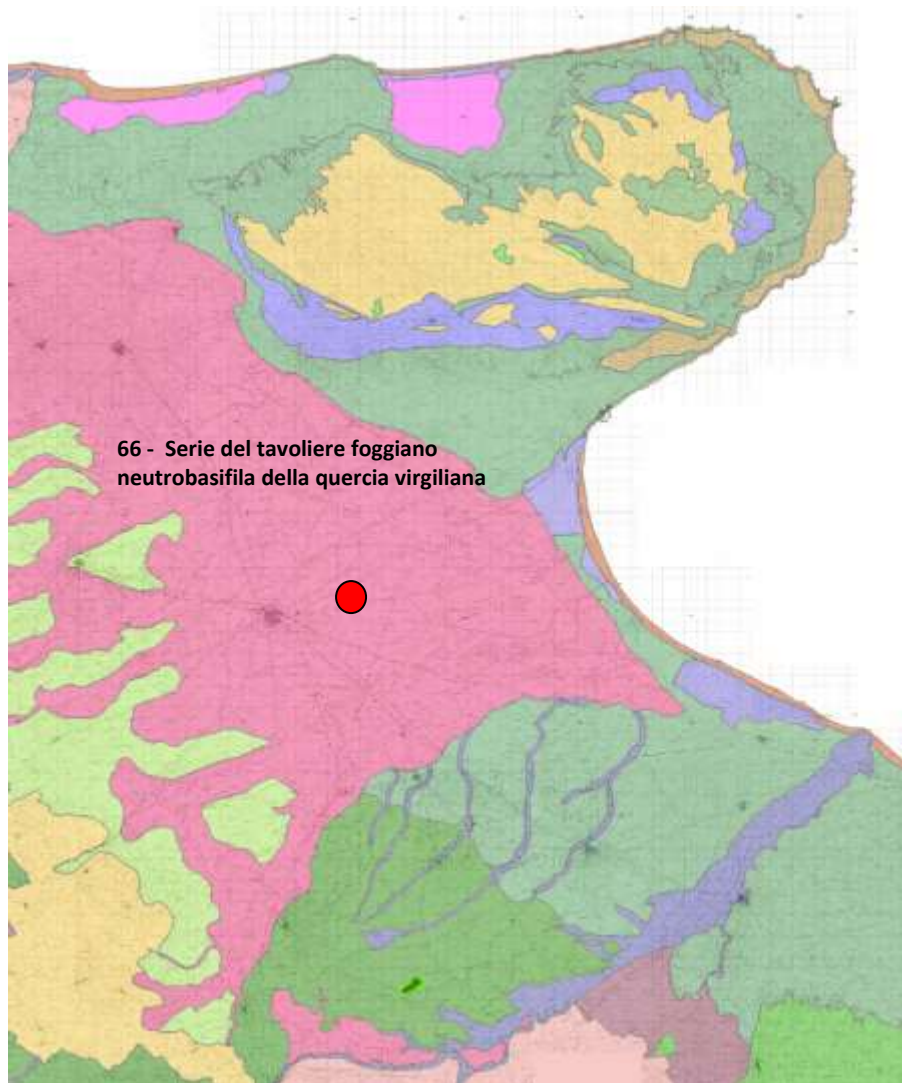 66 - Serie del tavoliere foggiano
neutrobasifila della quercia virgiliana